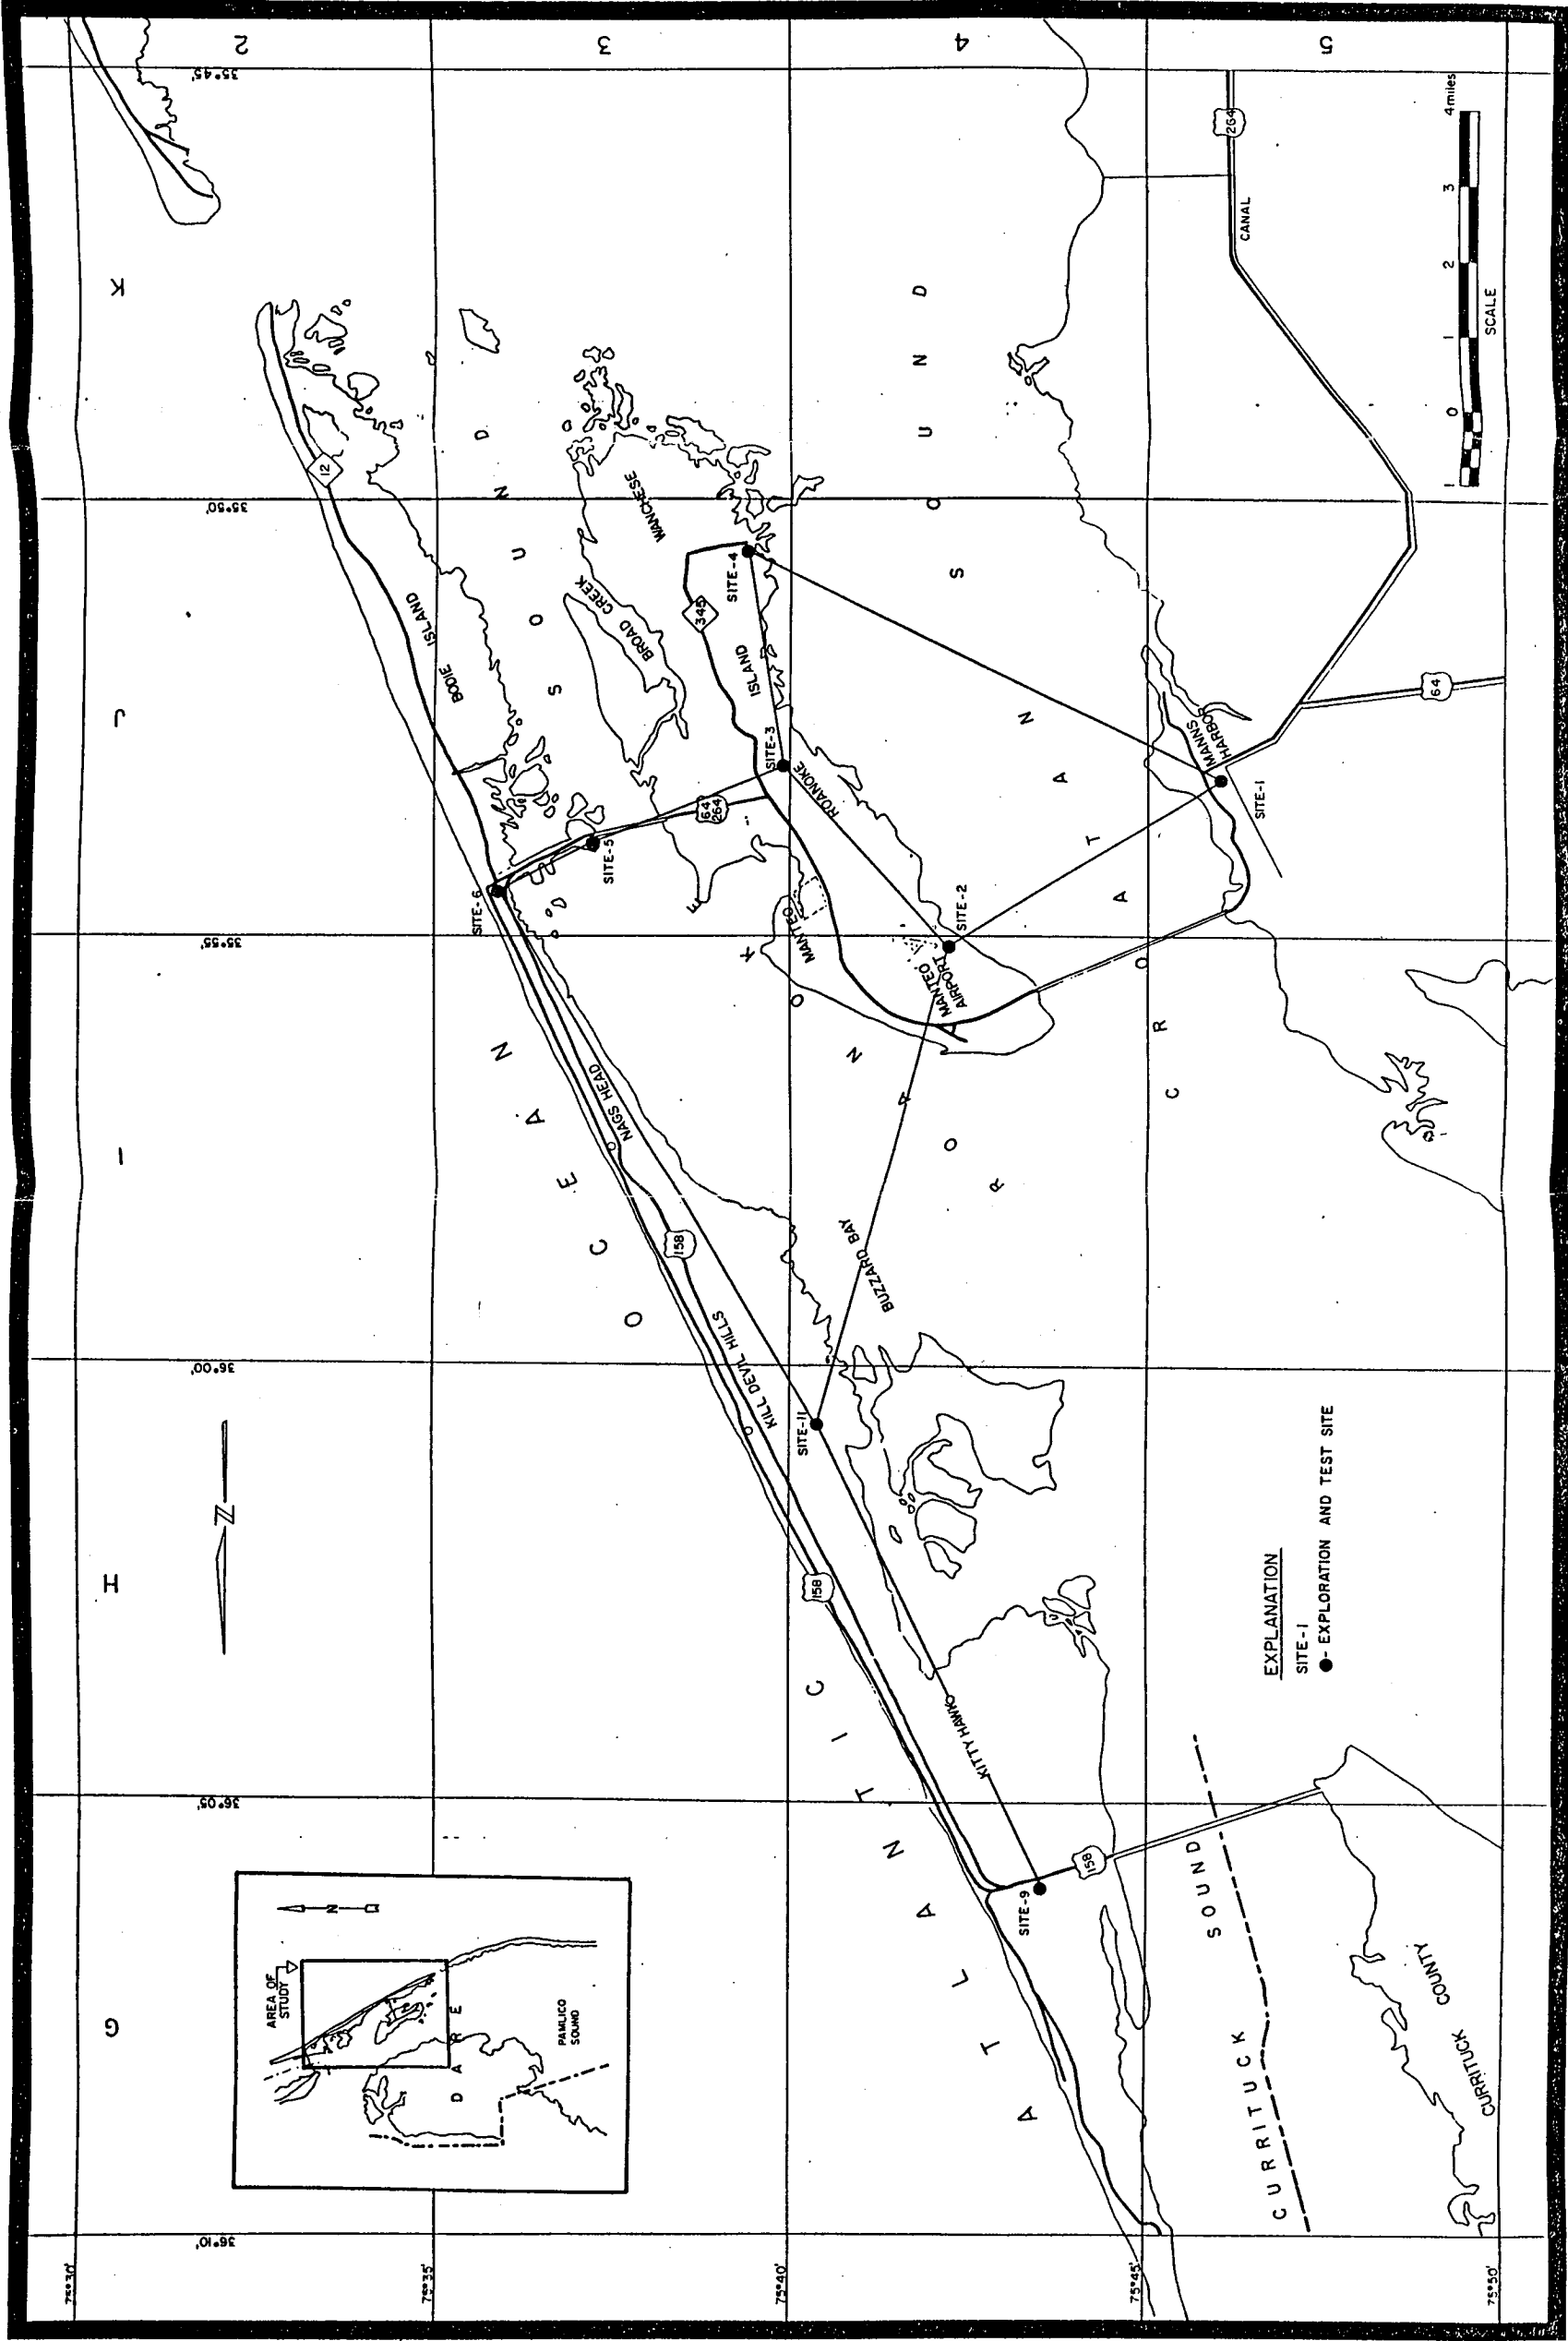 2
3
4
5
K
J
I
H
G
35°45'
35°50'
35°55'
36°00'
36°05'
36°10'
75°30'
75°35'
75°40'
75°45'
75°50'
264
CANAL
4 miles
3
2
1
0
1
SCALE
12
BODIE ISLAND
WANCHESE
BROAD CREEK
345
SITE-4
ROANOKE ISLAND
SITE-3
64
264
SITE-5
SITE-6
MANTEO
MANTEO
AIRPORT
SITE-2
MANNS
HARBOR
SITE-1
64
ROANOKE SOUND
CROATAN SOUND
NAGS HEAD
158
KILL DEVIL HILLS
BUZZARD BAY
SITE-11
158
KITTY HAWK
SITE-9
158
ATLANTIC OCEAN
CURRITUCK SOUND
CURRITUCK COUNTY
N
EXPLANATION
SITE-1
●- EXPLORATION AND TEST SITE
AREA OF
STUDY
N
DARE
PAMLICO
SOUND